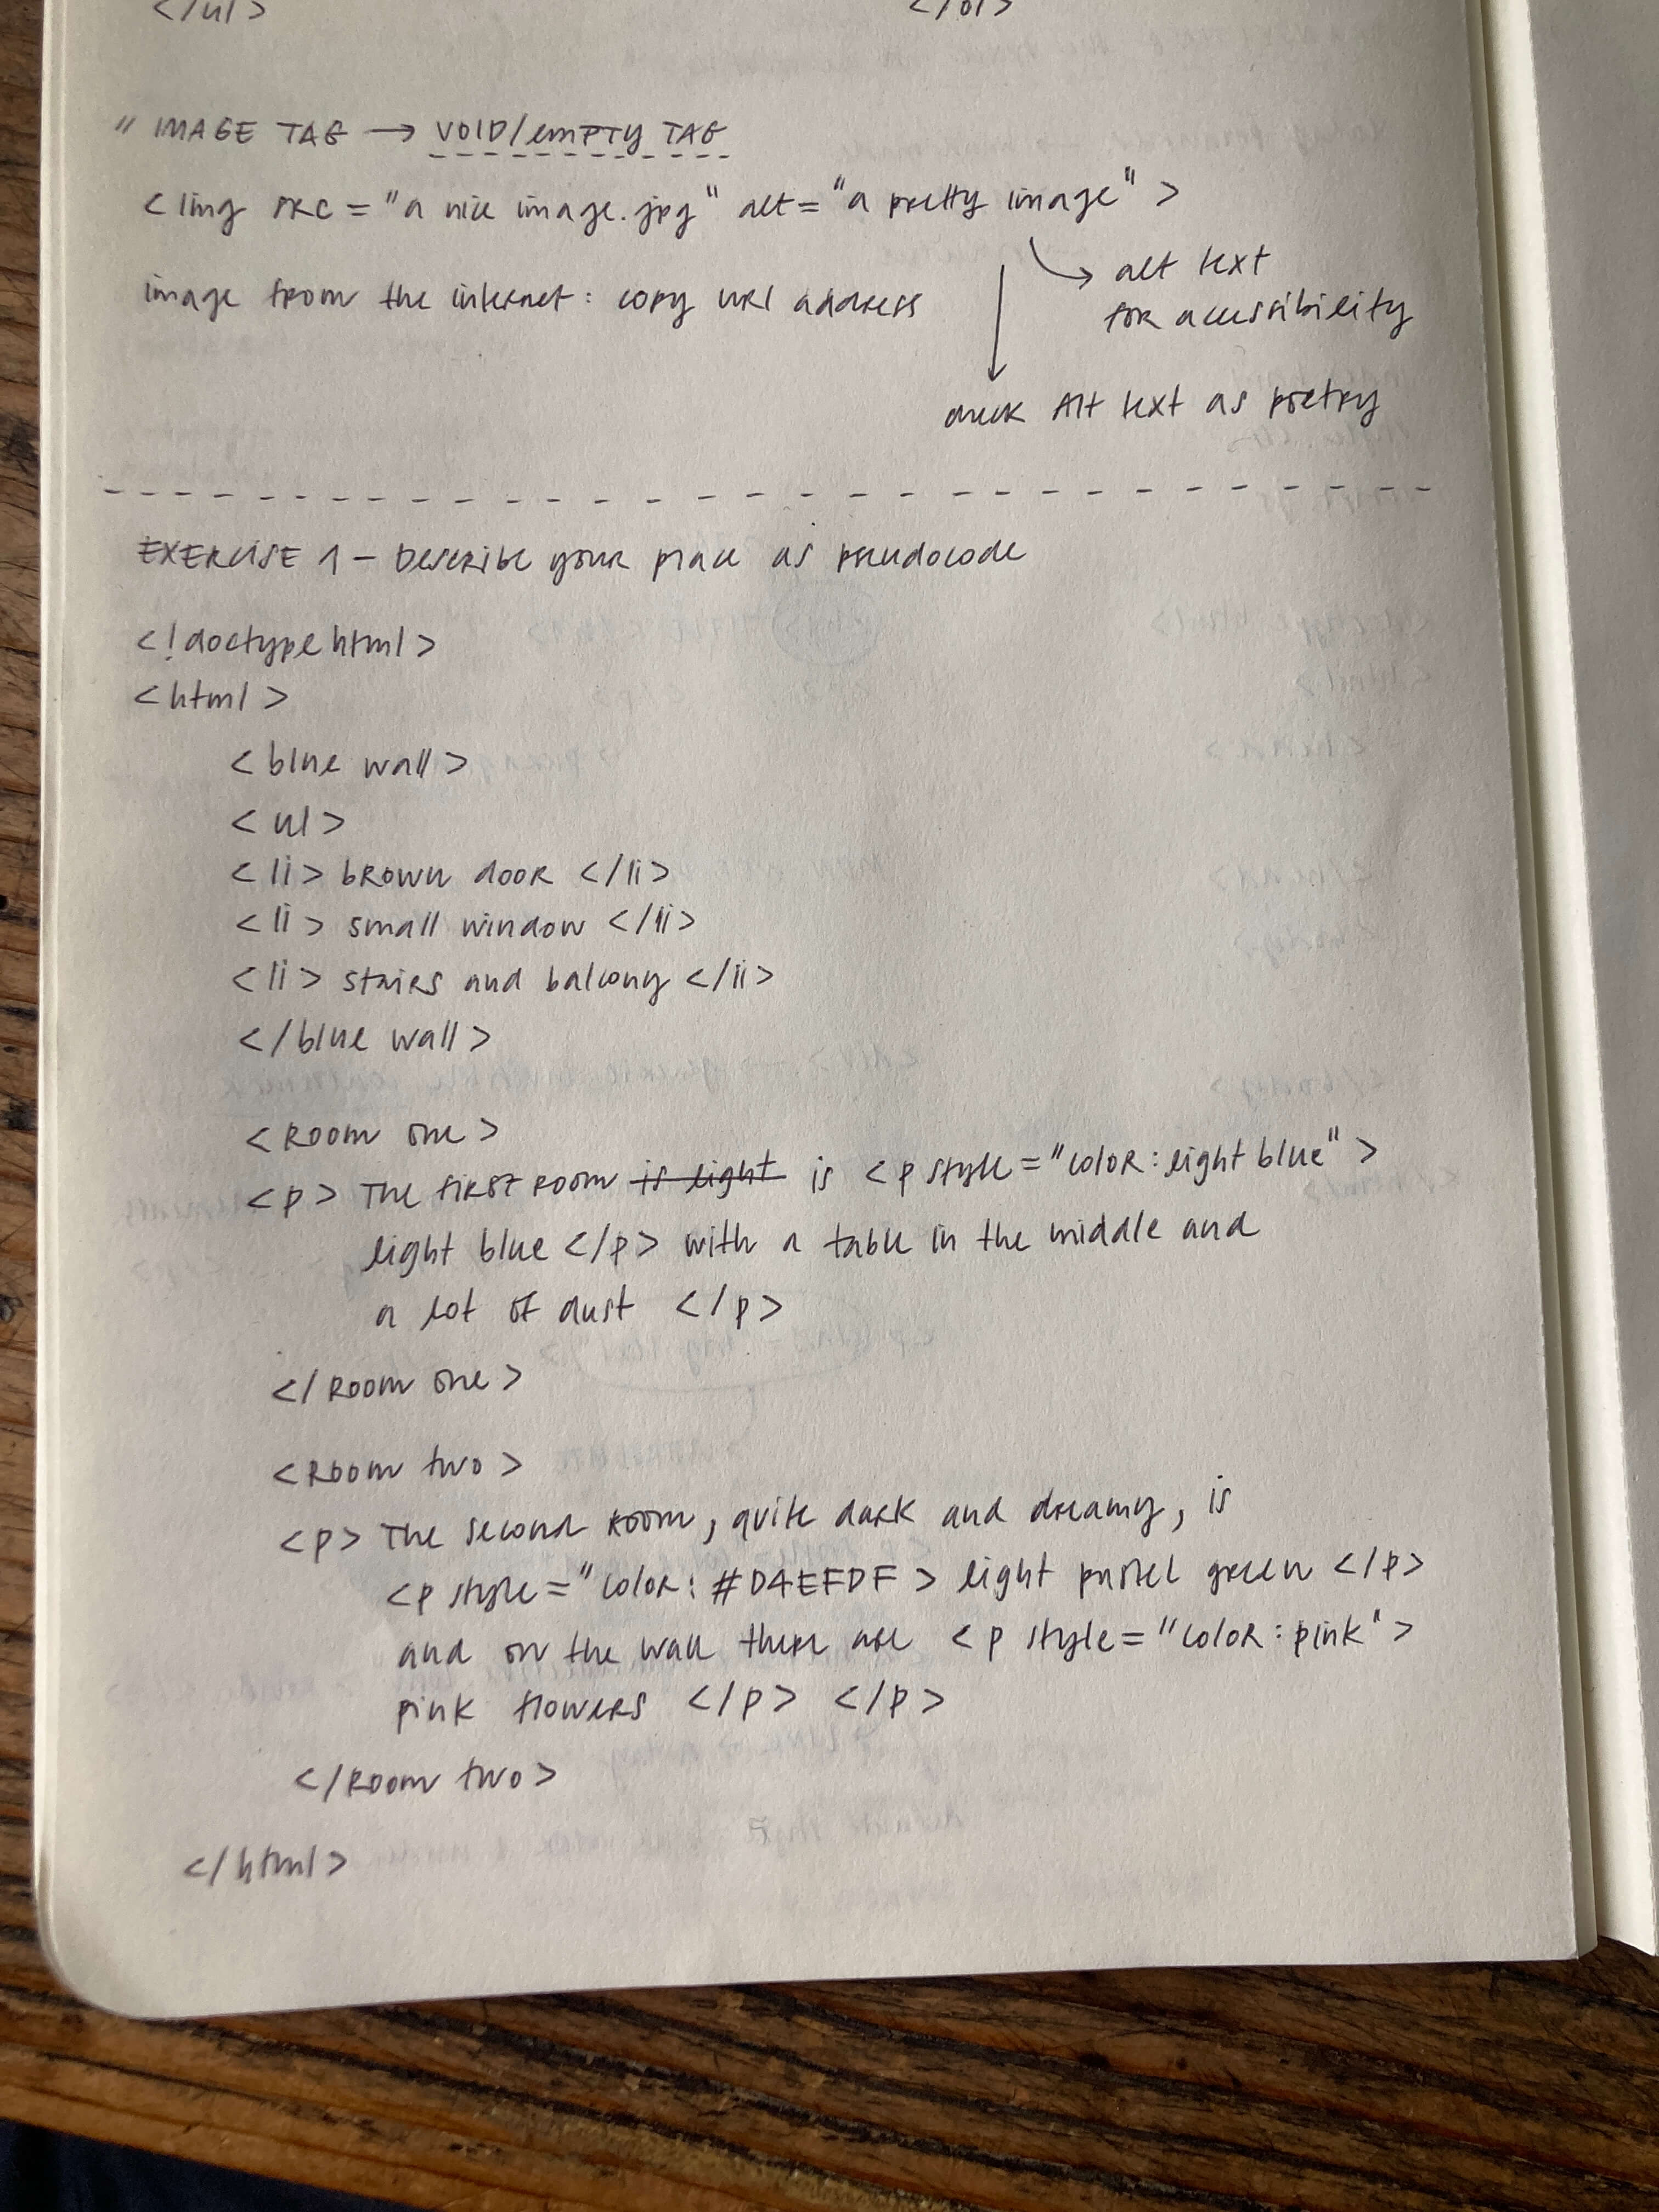 </ul> </ol>
" IMAGE TAG → VOID/EMPTY TAG
<img src = "a nice image.jpg" alt = "a pretty image" >
→ alt text
for accessibility
image from the internet: copy url address
check Alt text as poetry
EXERCISE 1 – Describe your place as pseudocode
<!doctype html>
<html>
<blue wall>
<ul>
<li> brown door </li>
<li> small window </li>
<li> stairs and balcony </li>
</blue wall>
<Room one>
<p> The first room is light is <p style="color: light blue">
light blue </p> with a table in the middle and
a lot of dust </p>
</Room one>
<Room two>
<p> The second room, quite dark and dreamy, is
<p style="color: #D4EFDF > light pastel green </p>
and on the wall there are <p style="color: pink">
pink flowers </p> </p>
</Room two>
</html>